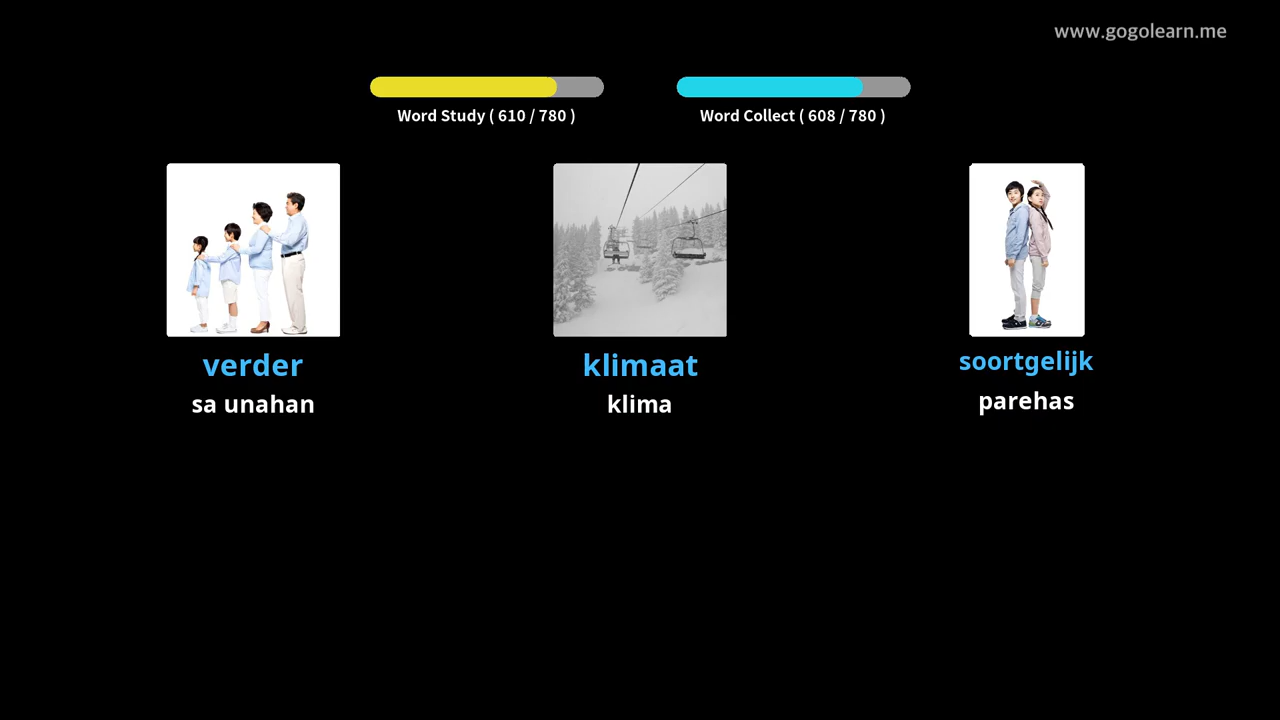 www.gogolearn.me
Word Study ( 610 / 780 )
Word Collect ( 608 / 780 )
verder
sa unahan
klimaat
klima
soortgelijk
parehas